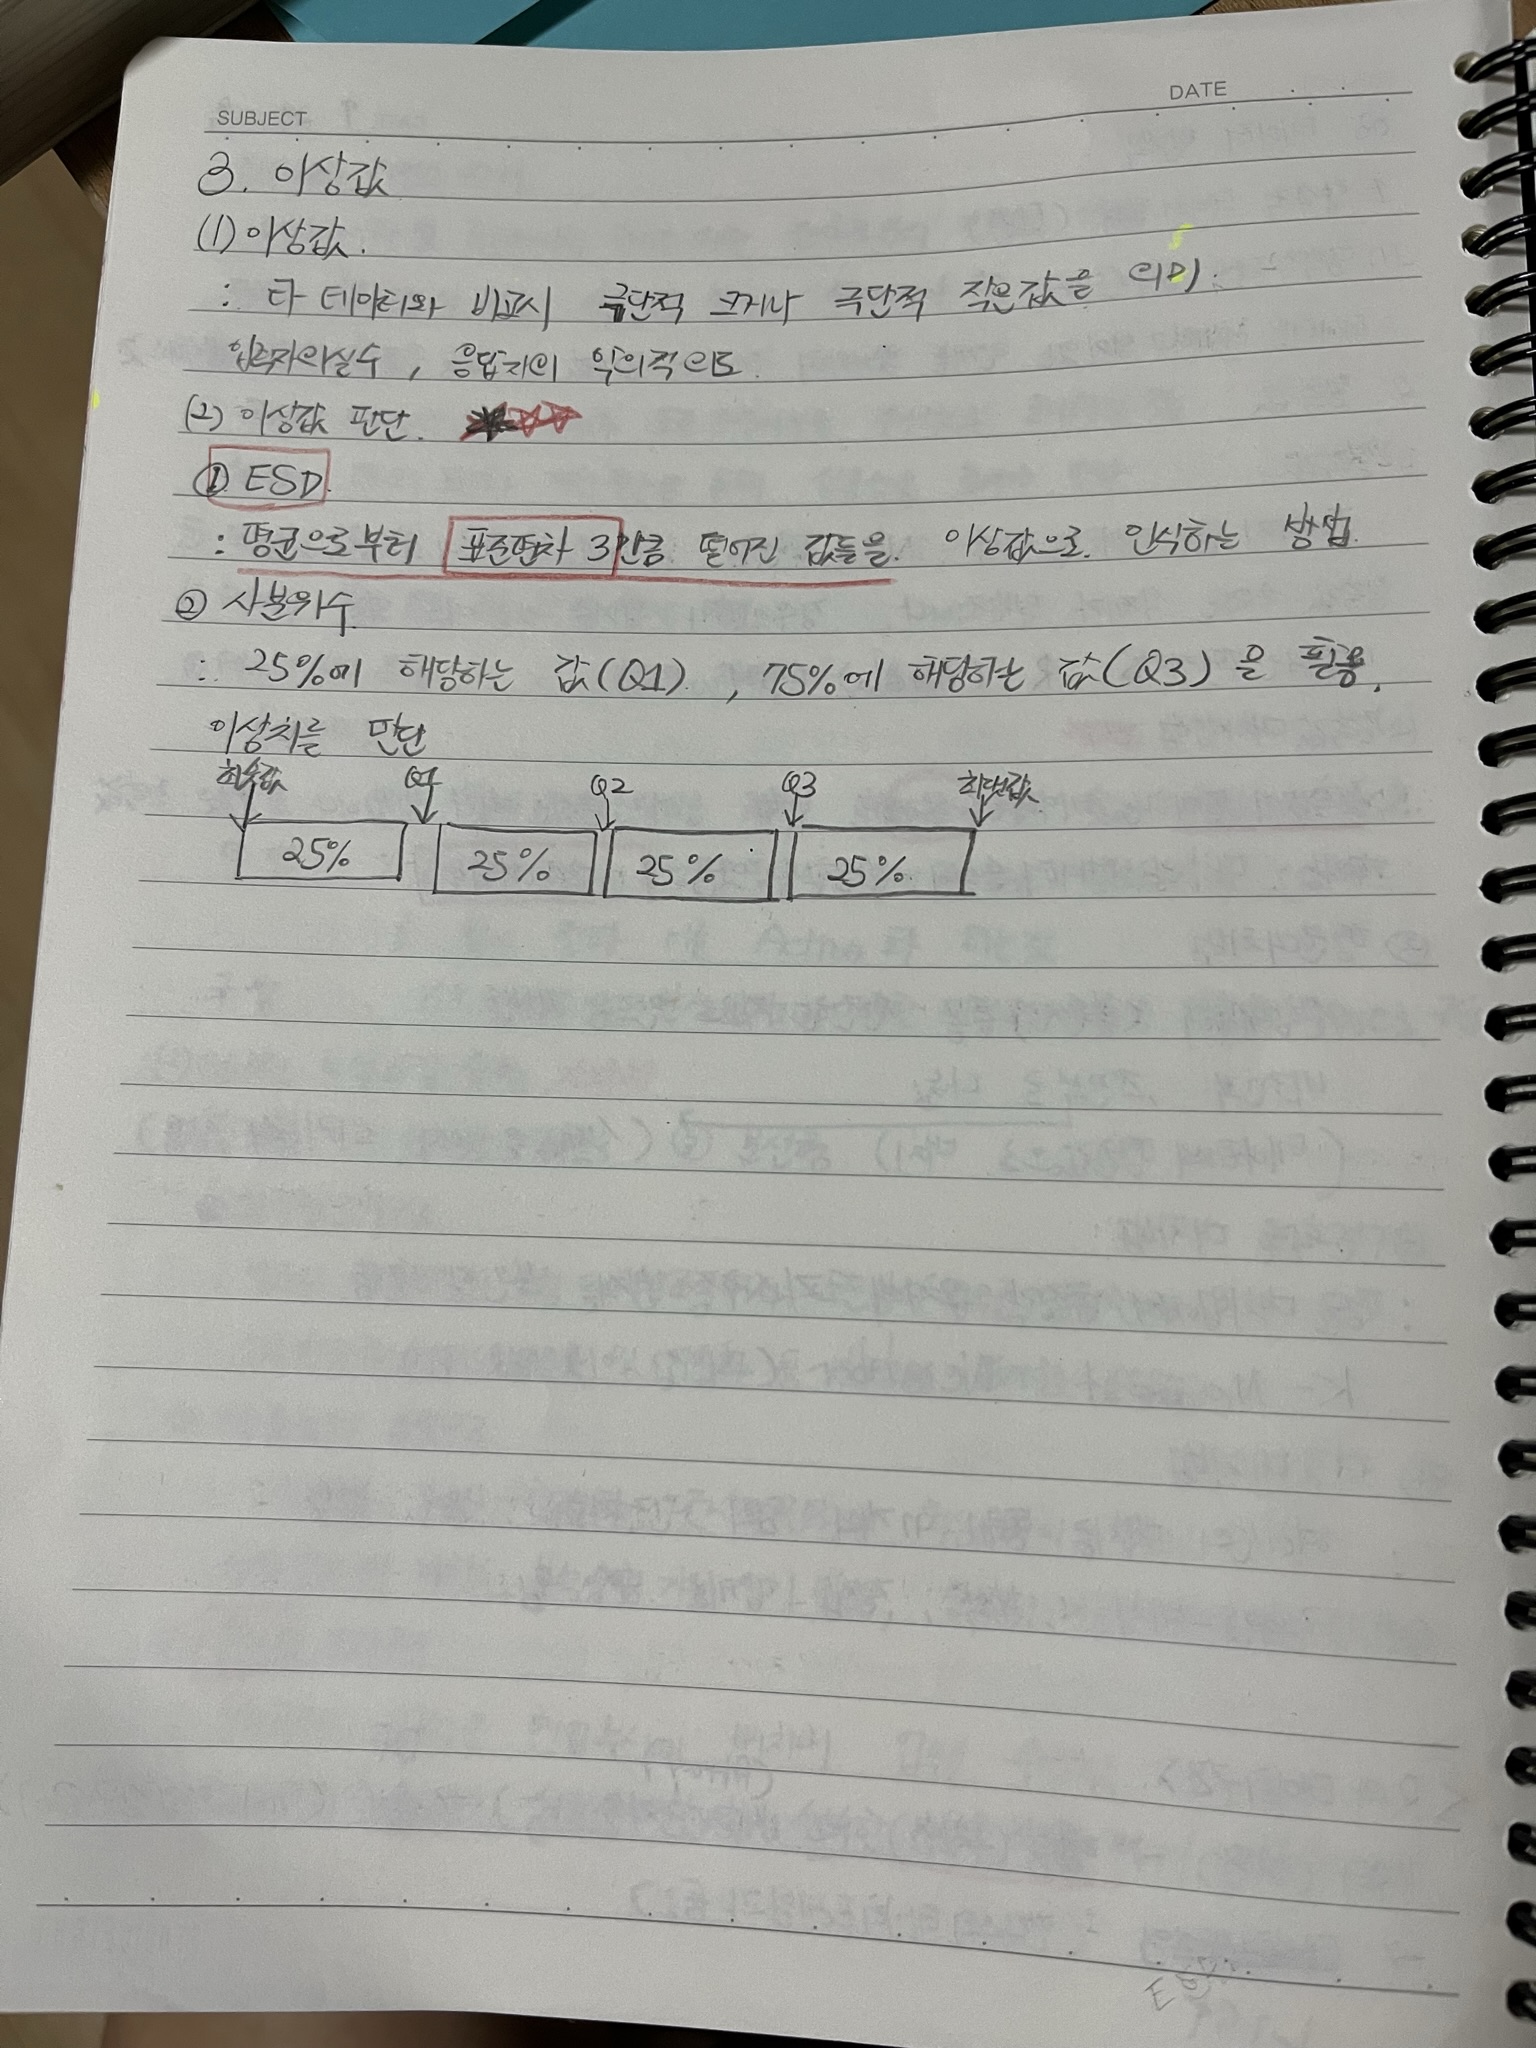 SUBJECT
DATE
3. 이상값
(1) 이상값.
: 타 데이터와 비교시 극단적 크거나 극단적 작은값을 의미.
입력자의실수, 응답자의 악의적의도.
(2) 이상값 판단.
① ESD.
: 평균으로부터 표준편차 3만큼 떨어진 값들을. 이상값으로. 인식하는 방법.
② 사분위수.
: 25%에 해당하는 값(Q1), 75%에 해당하는 값(Q3)을 활용,
이상치를 판단
최솟값 Q1 Q2 Q3 최댓값
25% 25% 25% 25%